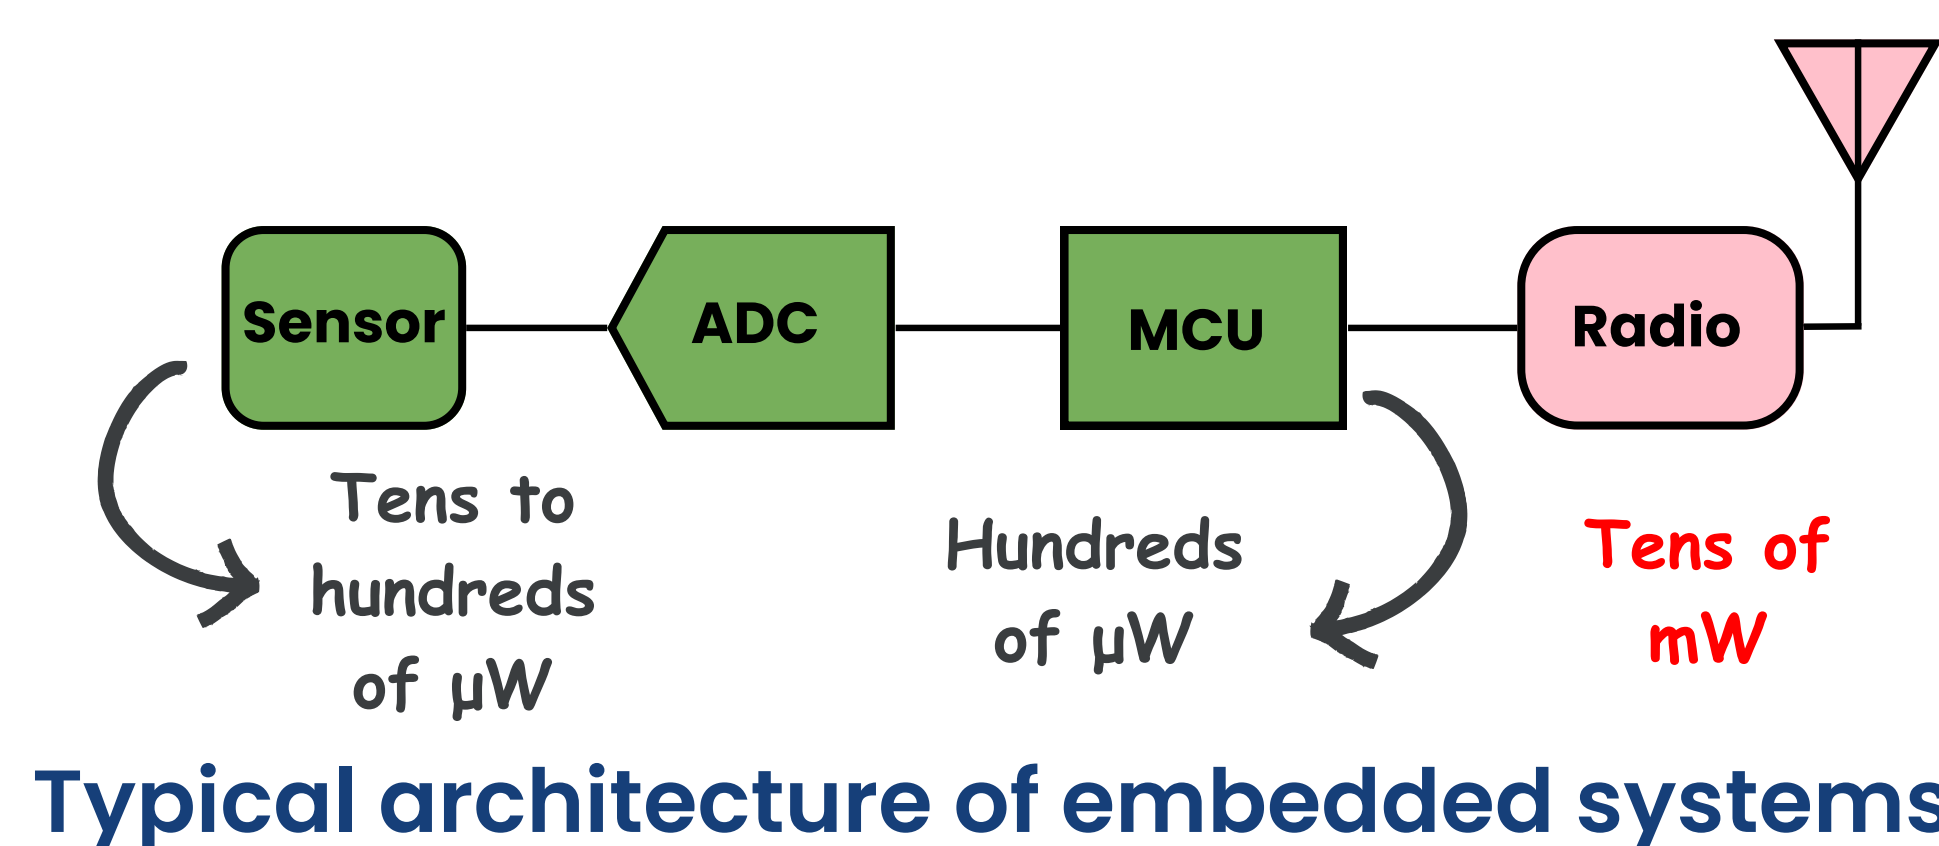 Sensor
ADC
MCU
Radio
Tens to
hundreds
of µW
Hundreds
of µW
Tens of
mW
Typical architecture of embedded systems